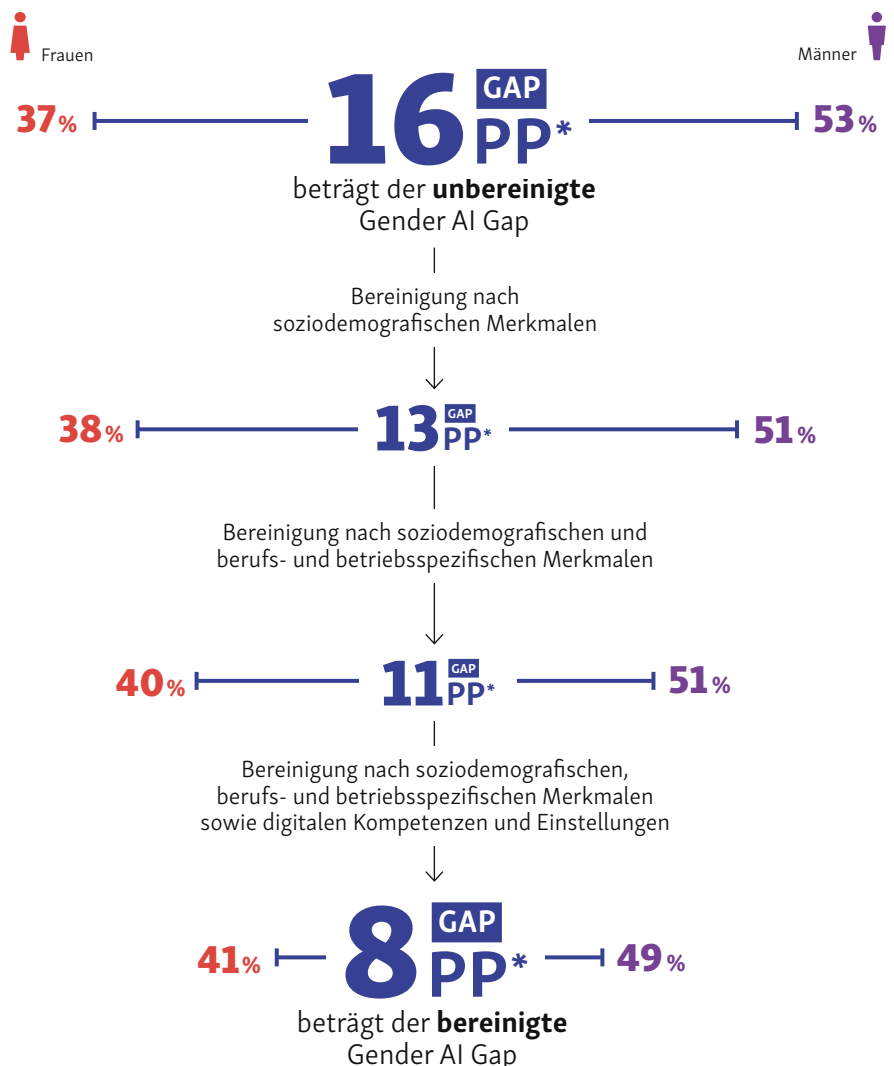 Frauen
Männer
37%
16 GAP PP*
53%
beträgt der unbereinigte
Gender AI Gap
Bereinigung nach
soziodemografischen Merkmalen
38%
13 GAP PP*
51%
Bereinigung nach soziodemografischen und
berufs- und betriebsspezifischen Merkmalen
40%
11 GAP PP*
51%
Bereinigung nach soziodemografischen,
berufs- und betriebsspezifischen Merkmalen
sowie digitalen Kompetenzen und Einstellungen
41%
8 GAP PP*
49%
beträgt der bereinigte
Gender AI Gap